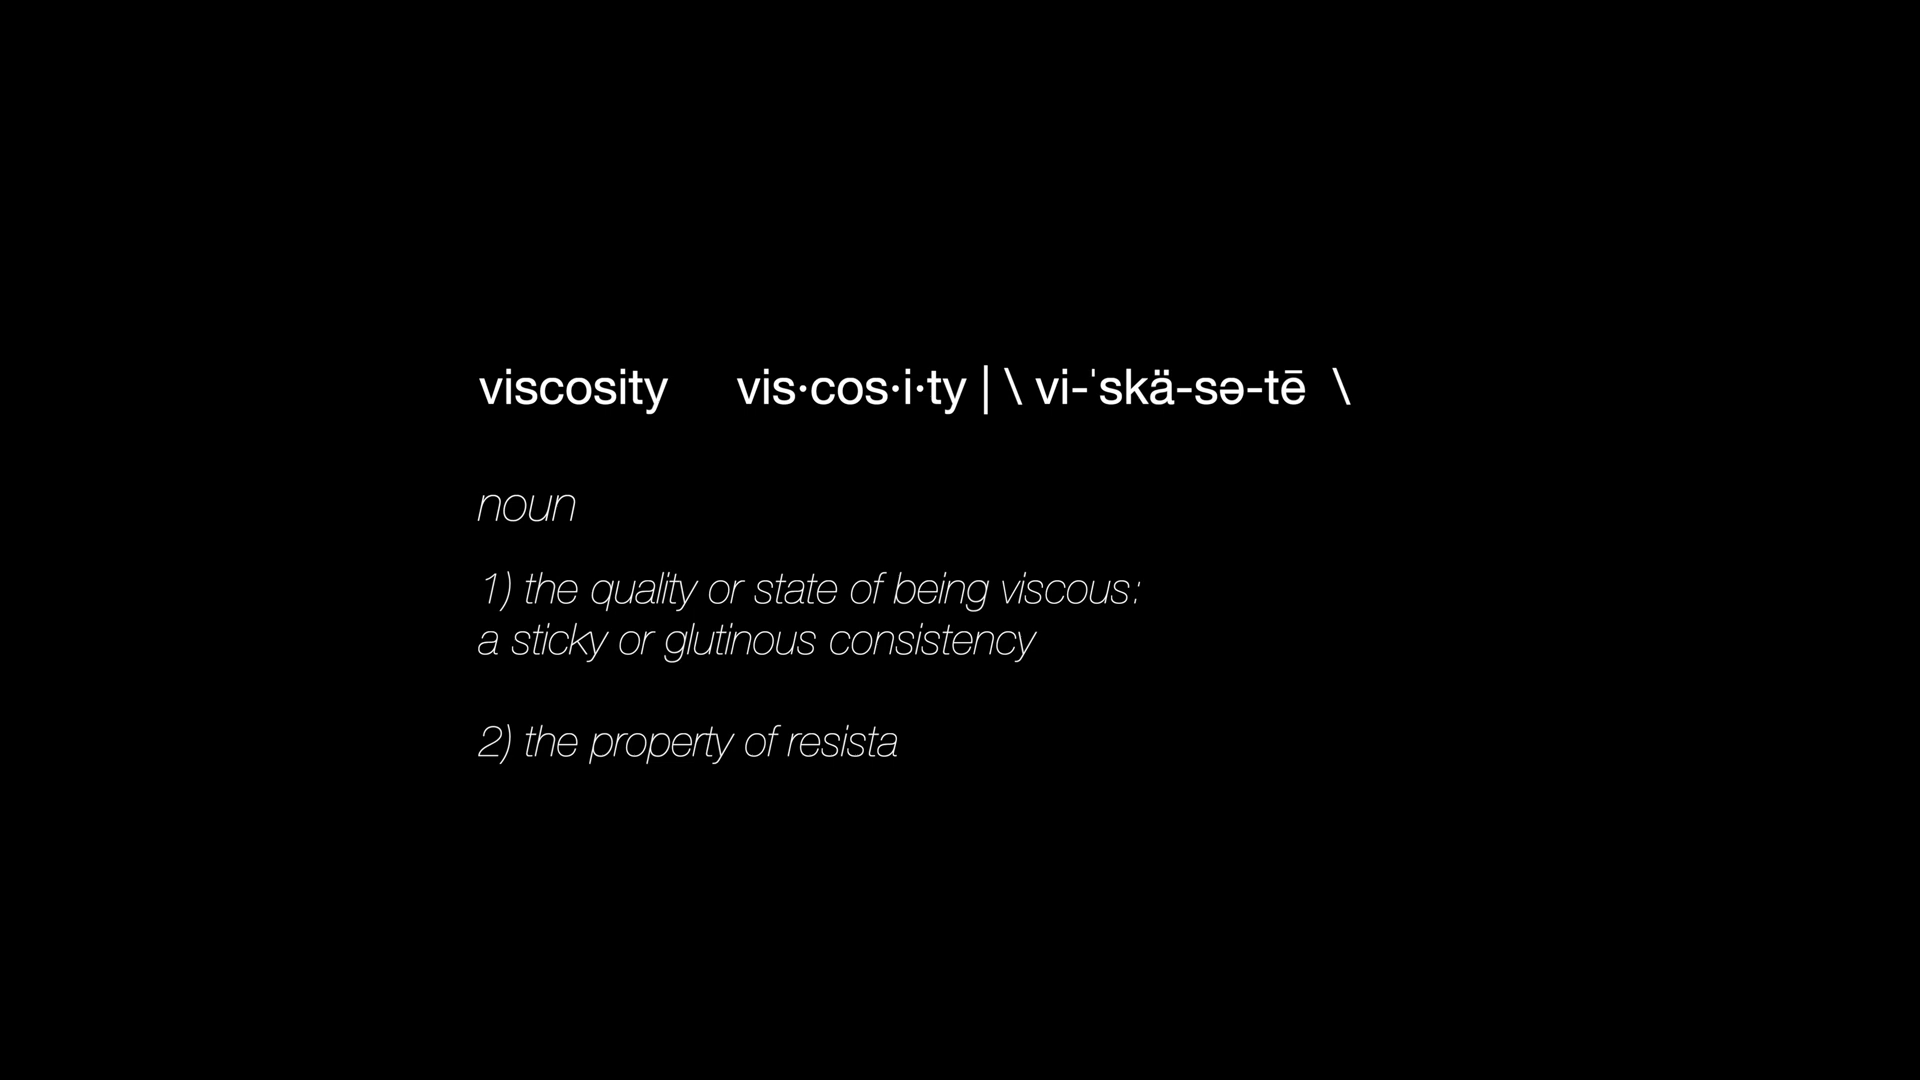 viscosity vis·cos·i·ty | \ vi-ˈskä-sə-tē \
noun
1) the quality or state of being viscous:
a sticky or glutinous consistency
2) the property of resista